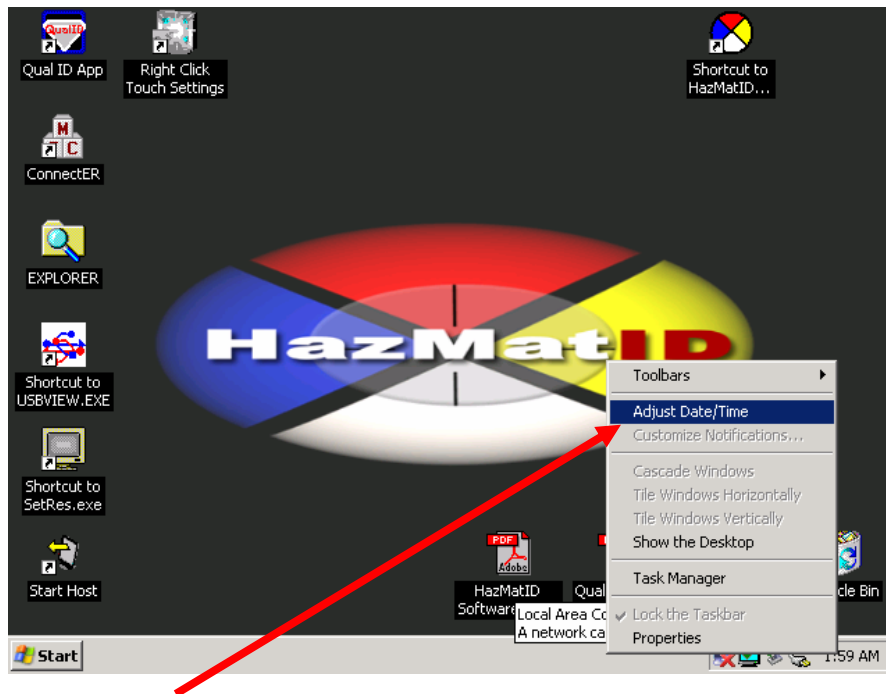 QualID
Qual ID App
Right Click
Touch Settings
Shortcut to
HazMatID...
M
T C
ConnectER
EXPLORER
Shortcut to
USBVIEW.EXE
Shortcut to
SetRes.exe
Start Host
HazMatID
Toolbars
Adjust Date/Time
Customize Notifications...
Cascade Windows
Tile Windows Horizontally
Tile Windows Vertically
Show the Desktop
Task Manager
Lock the Taskbar
Properties
PDF
Adobe
HazMatID
Software
Qual
cle Bin
Local Area Co
A network ca
Start
1:59 AM